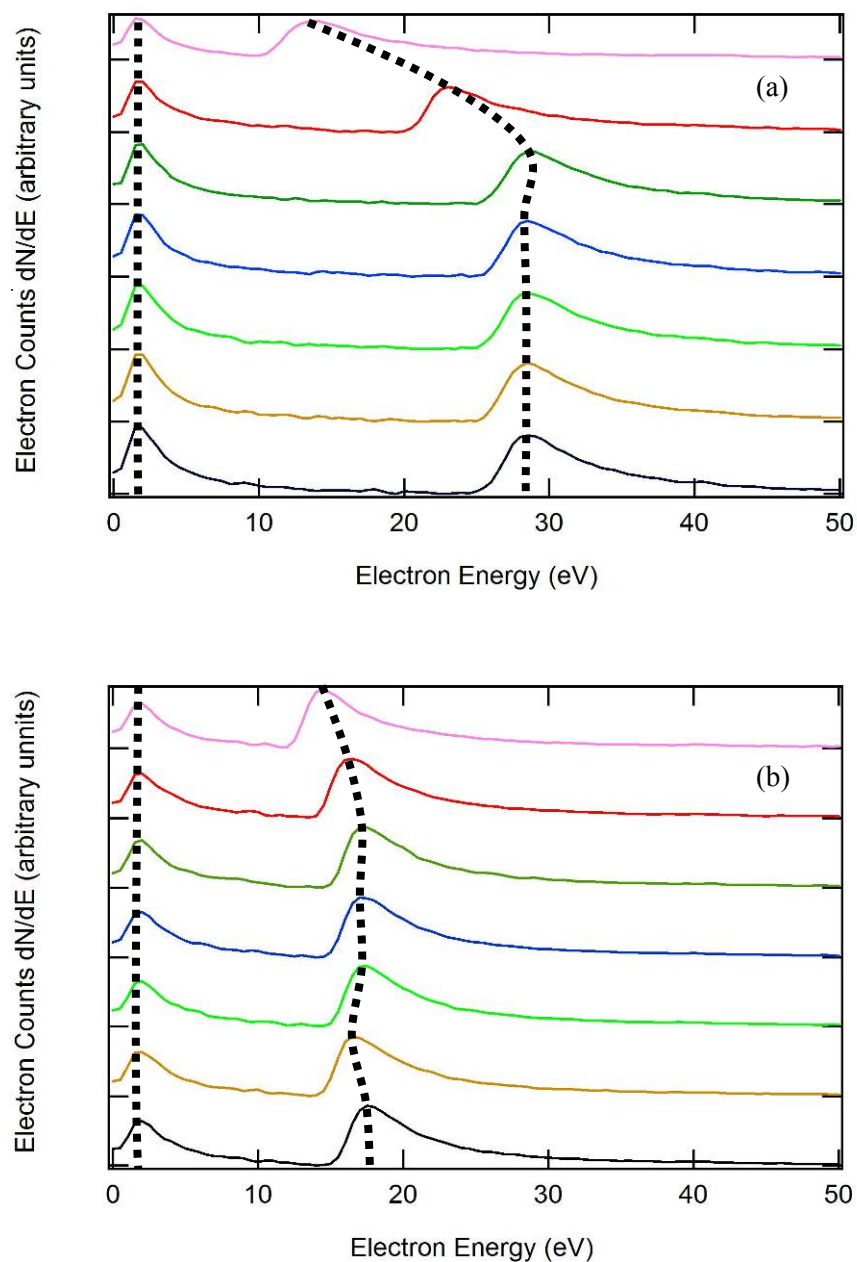 Electron Counts dN/dE (arbitrary units)
(a)
0 10 20 30 40 50
Electron Energy (eV)
Electron Counts dN/dE (arbitrary unnits)
(b)
0 10 20 30 40 50
Electron Energy (eV)